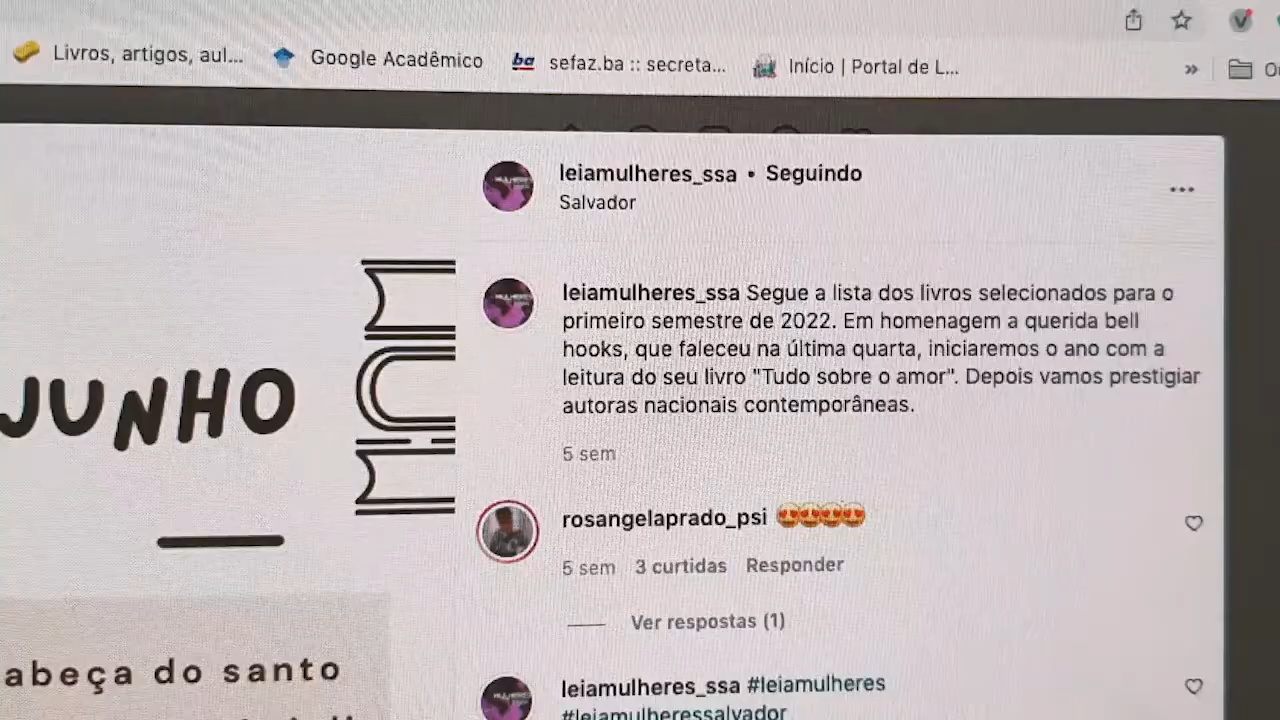 Livros, artigos, aul...
Google Acadêmico
ba sefaz.ba :: secreta...
Início | Portal de L...
»
leiamulheres_ssa • Seguindo
Salvador
leiamulheres_ssa Segue a lista dos livros selecionados para o
primeiro semestre de 2022. Em homenagem a querida bell
hooks, que faleceu na última quarta, iniciaremos o ano com a
leitura do seu livro "Tudo sobre o amor". Depois vamos prestigiar
autoras nacionais contemporâneas.
5 sem
JUNHO
rosangelaprado_psi 😍😍😍😍
5 sem 3 curtidas Responder
Ver respostas (1)
abeça do santo
leiamulheres_ssa #leiamulheres
#leiamulheressalvador